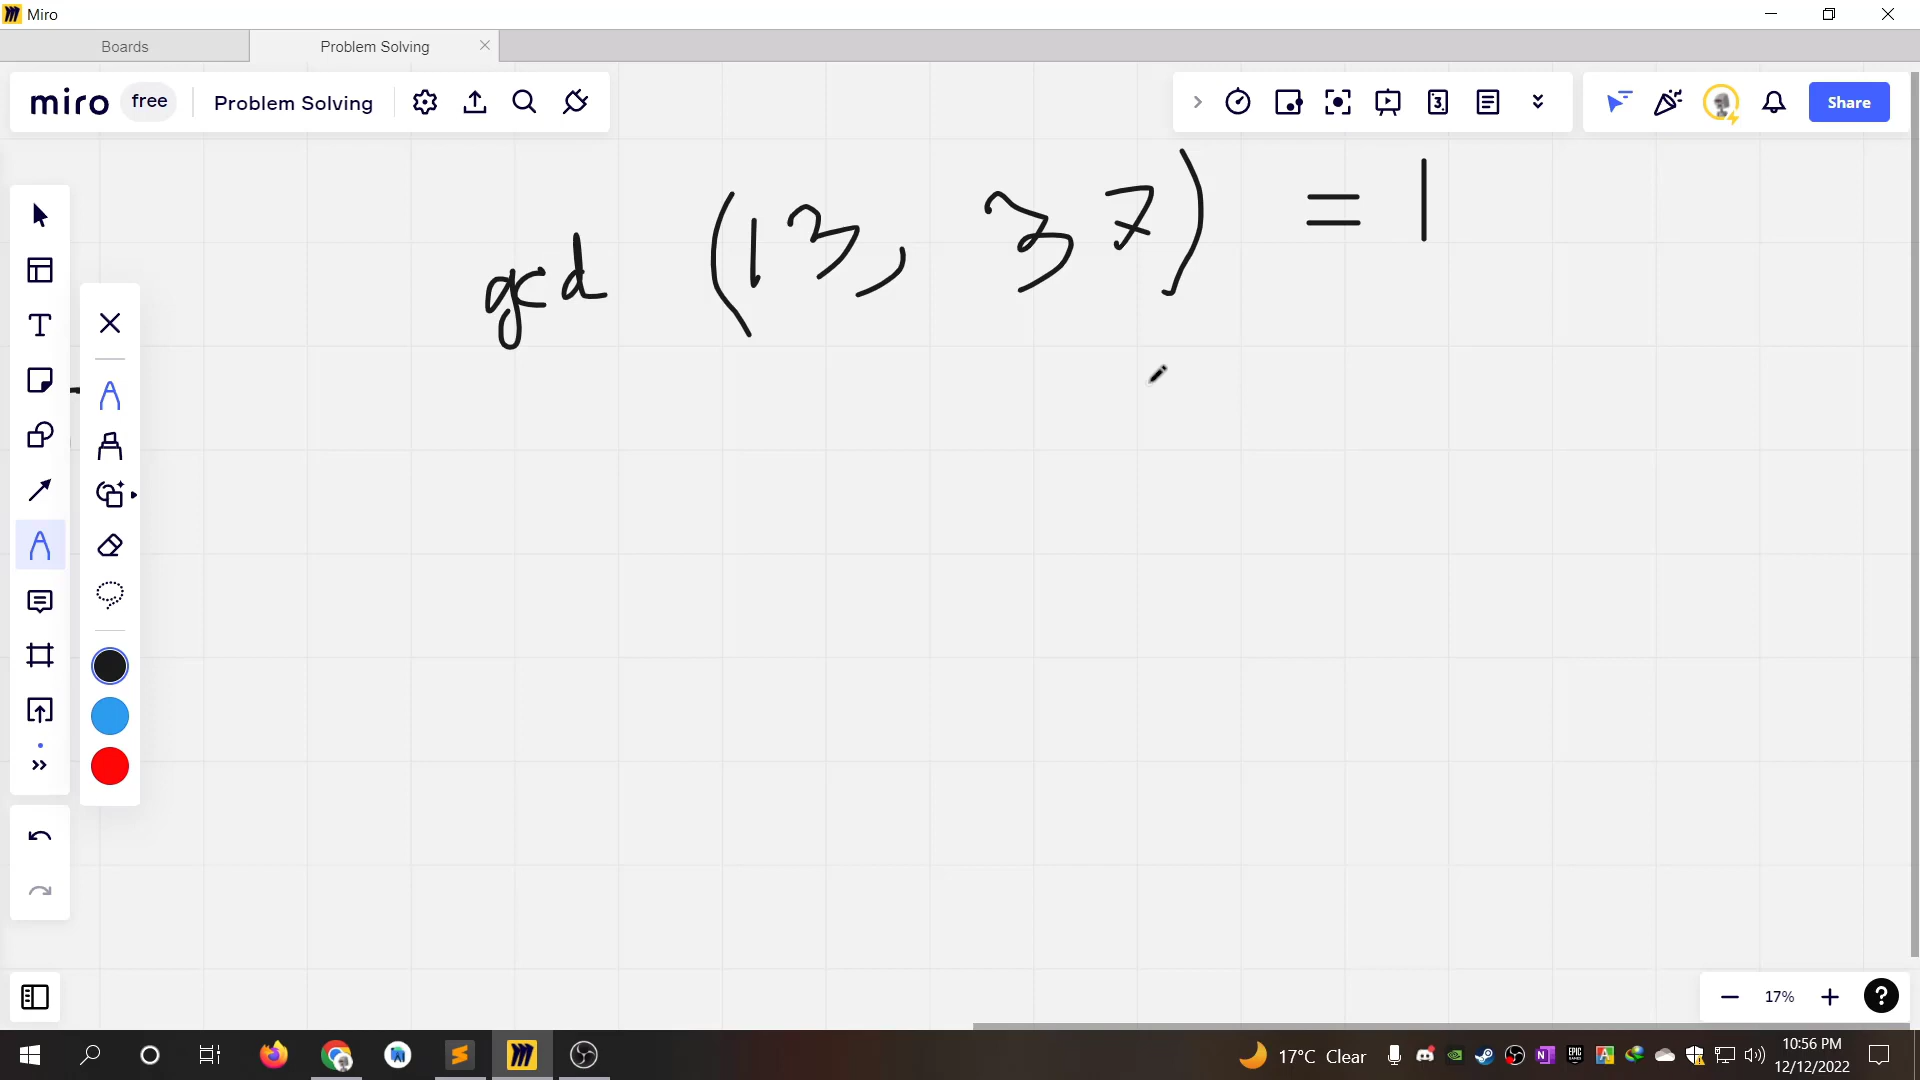 Miro
Boards
Problem Solving
miro
free
Problem Solving
Share
gcd (13, 37) = 1
17%
17°C Clear
10:56 PM
12/12/2022